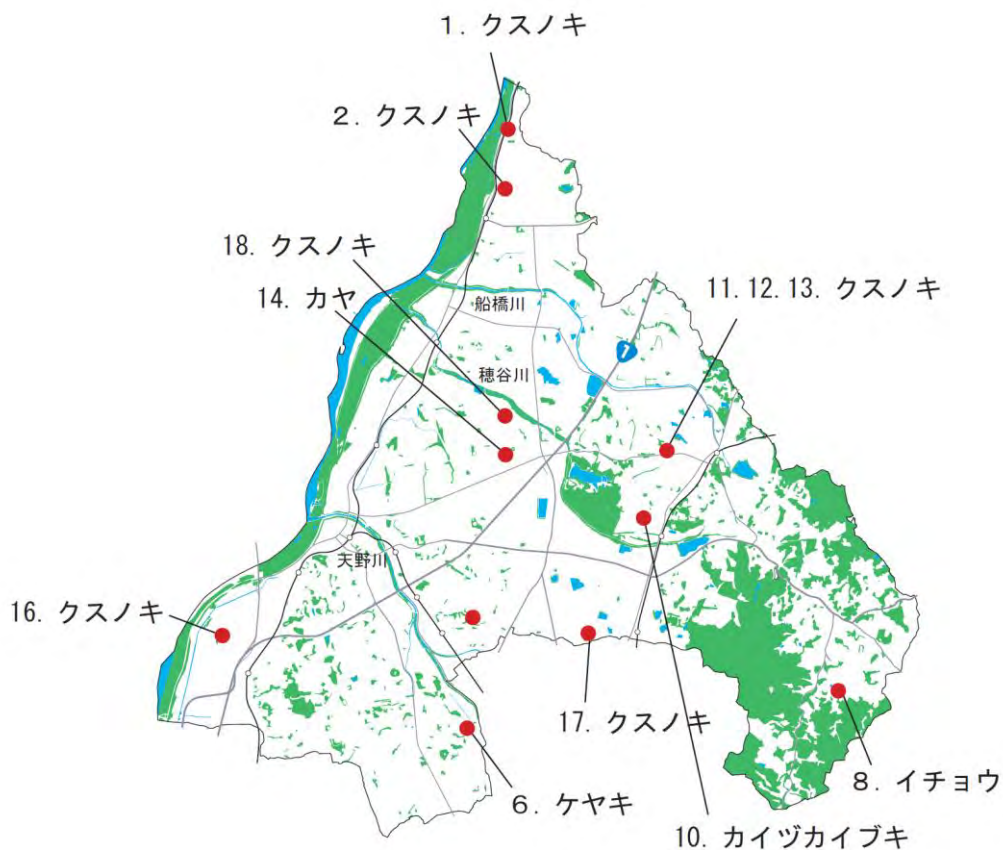 1. クスノキ
2. クスノキ
18. クスノキ
14. カヤ
船橋川
11.12.13. クスノキ
7
穂谷川
天野川
16. クスノキ
17. クスノキ
8. イチョウ
6. ケヤキ
10. カイヅカイブキ